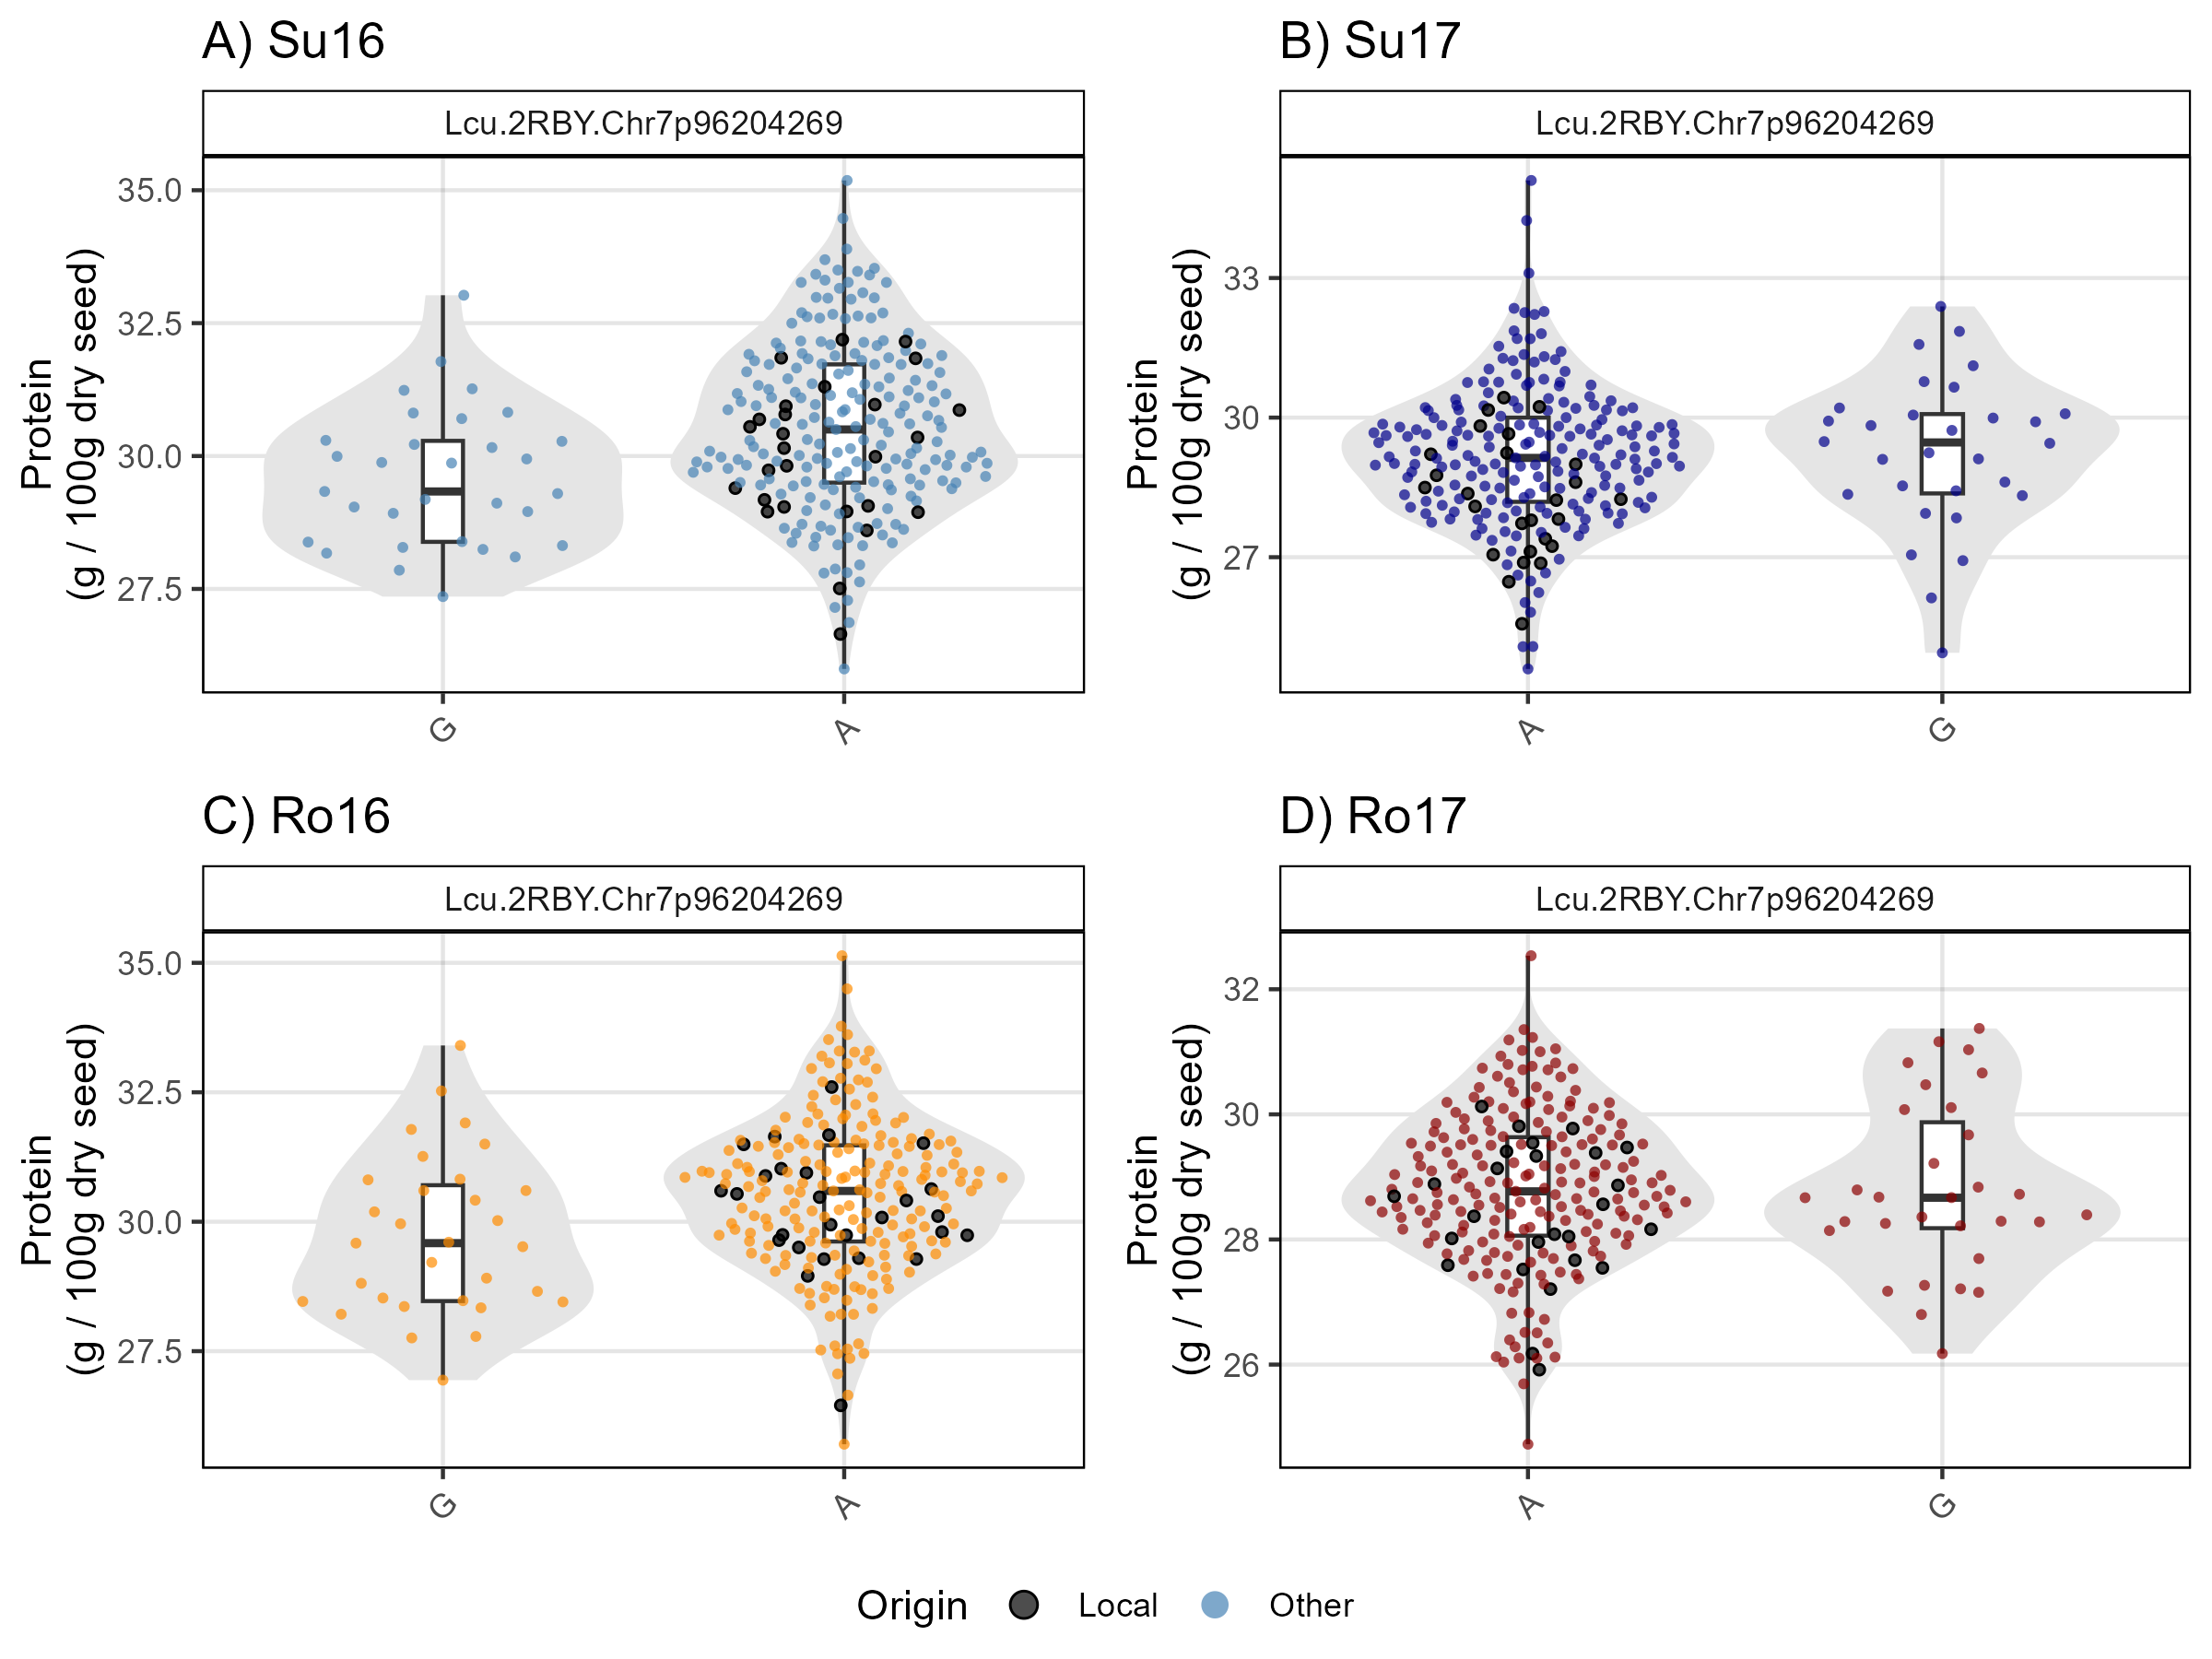 A) Su16
Lcu.2RBY.Chr7p96204269
Protein
(g / 100g dry seed)
35.0
32.5
30.0
27.5
G
A
B) Su17
Lcu.2RBY.Chr7p96204269
Protein
(g / 100g dry seed)
33
30
27
A
G
C) Ro16
Lcu.2RBY.Chr7p96204269
Protein
(g / 100g dry seed)
35.0
32.5
30.0
27.5
G
A
D) Ro17
Lcu.2RBY.Chr7p96204269
Protein
(g / 100g dry seed)
32
30
28
26
A
G
Origin Local Other